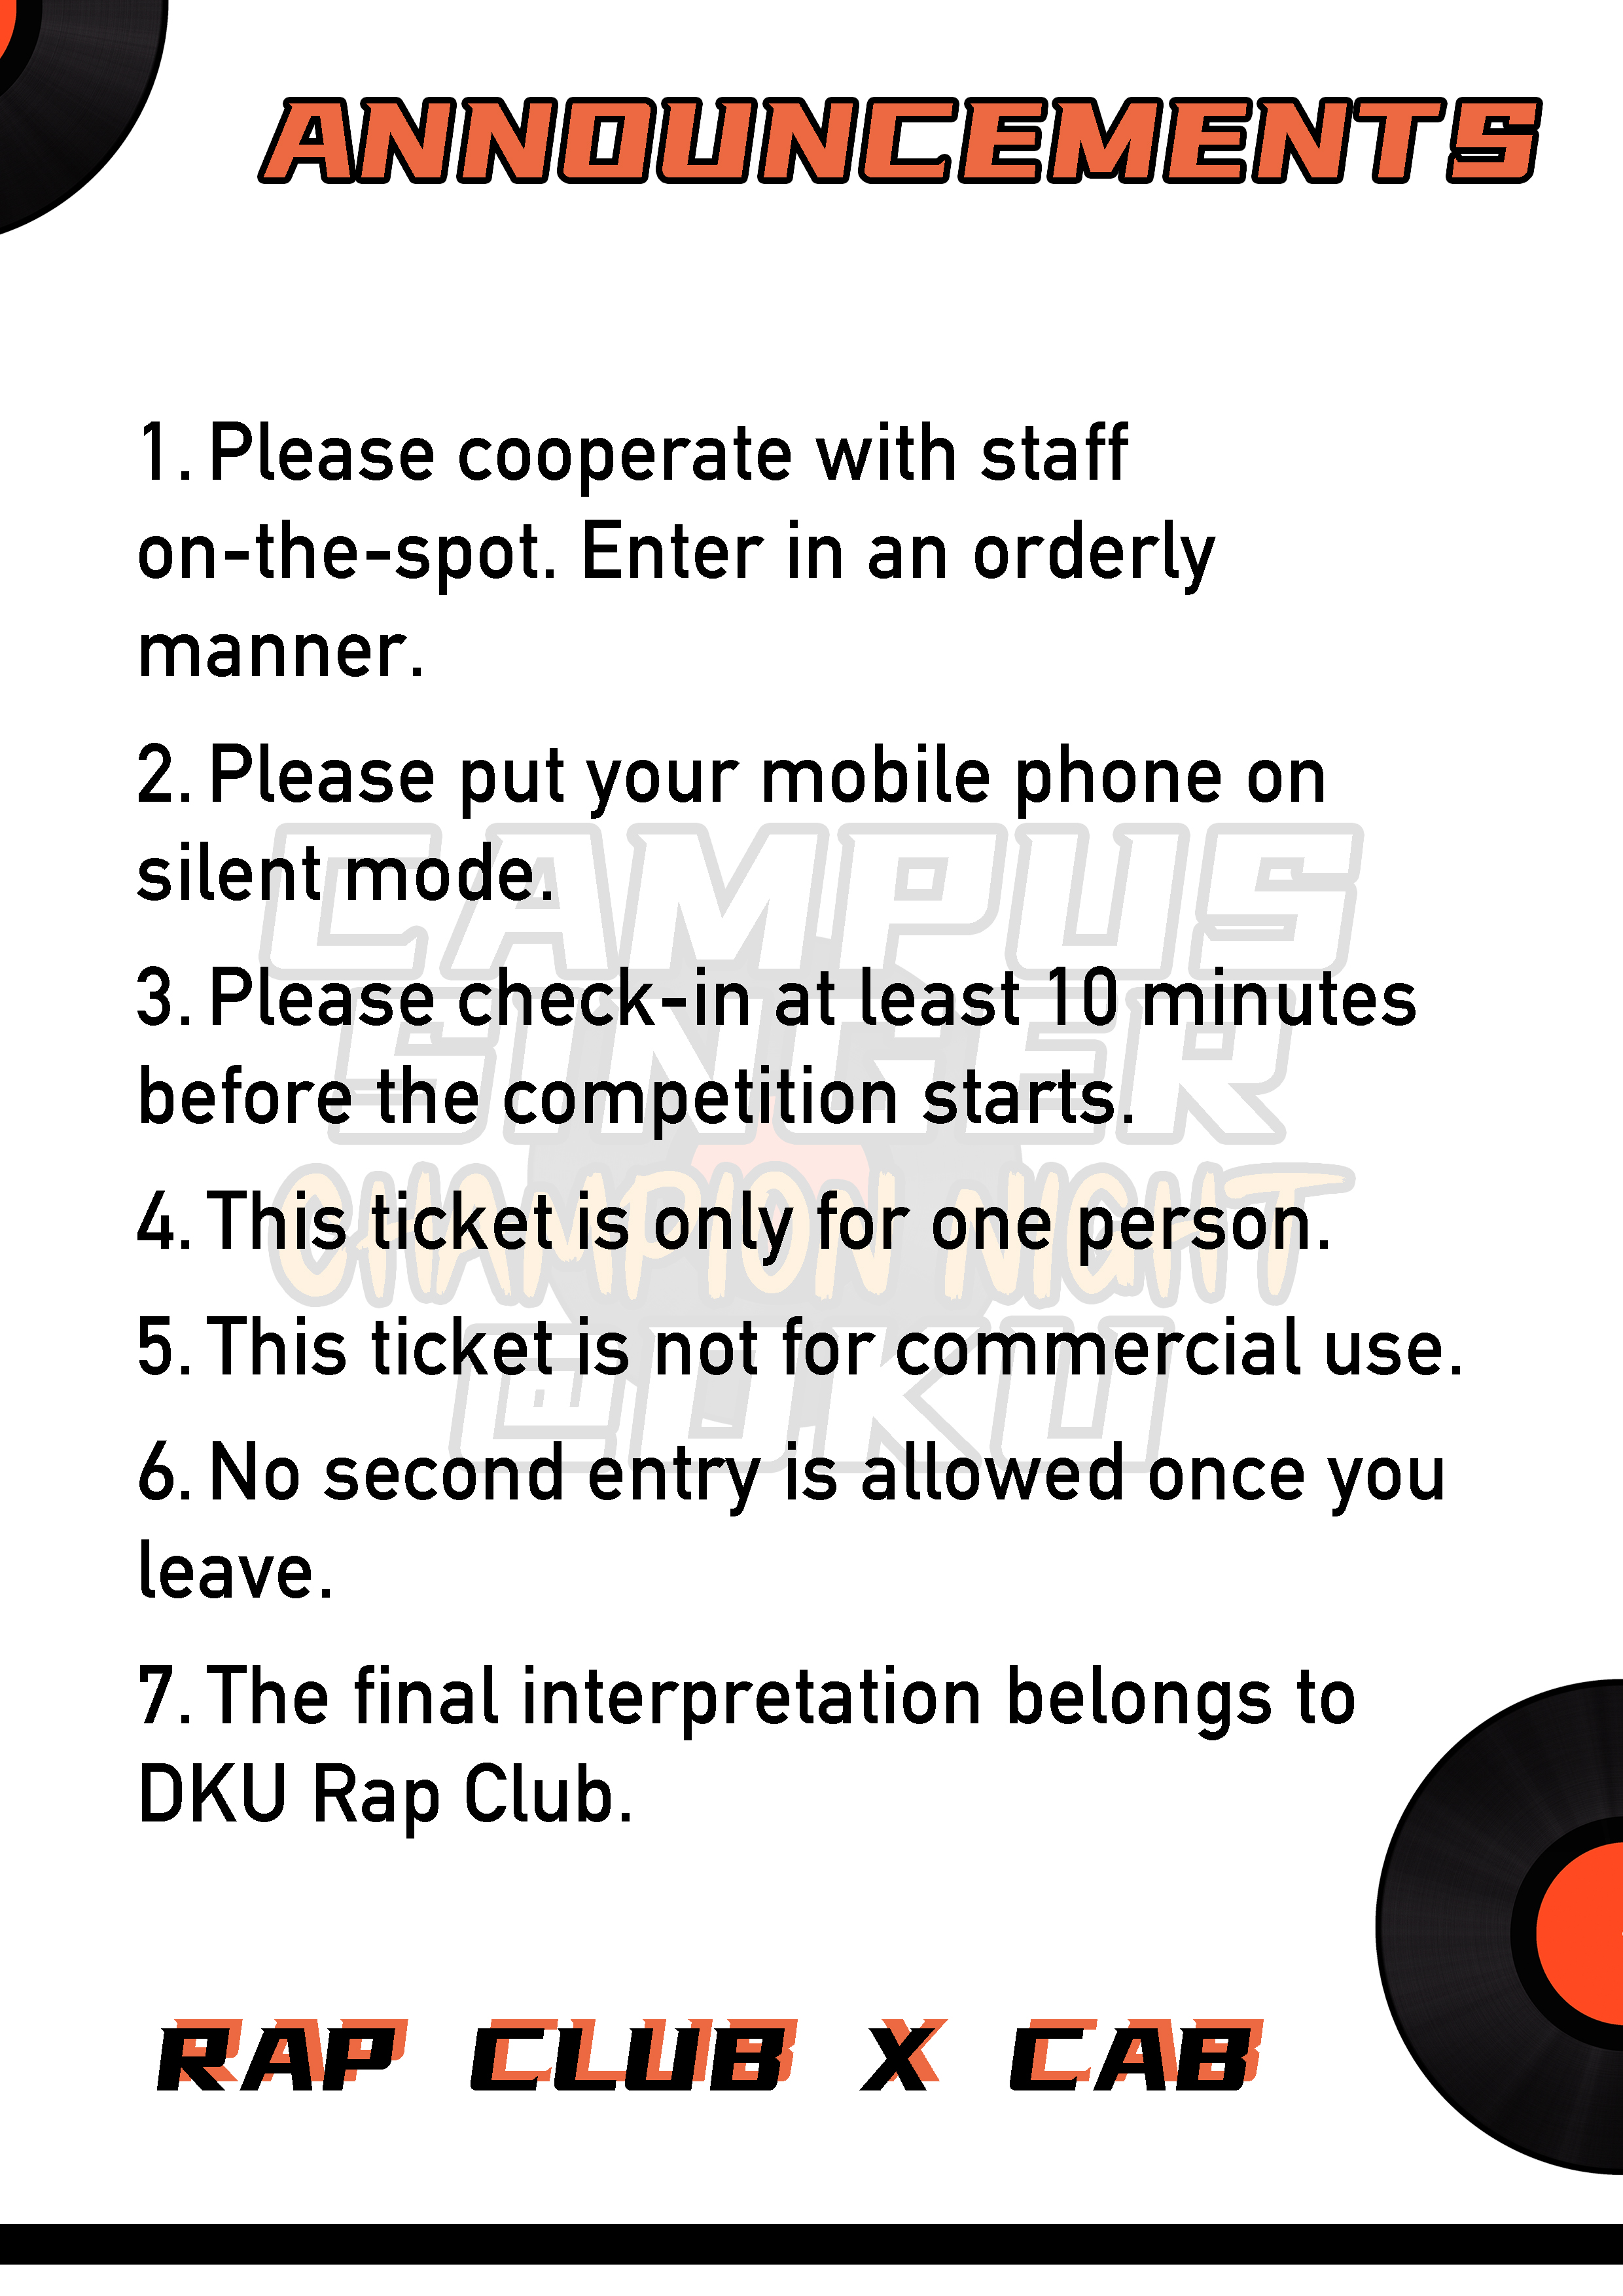 ANNOUNCEMENTS
1. Please cooperate with staff
on-the-spot. Enter in an orderly
manner.
2. Please put your mobile phone on
silent mode.
3. Please check-in at least 10 minutes
before the competition starts.
4. This ticket is only for one person.
5. This ticket is not for commercial use.
6. No second entry is allowed once you
leave.
7. The final interpretation belongs to
DKU Rap Club.
CAMPUS
SINGER
CHAMPION NIGHT
@DKU
RAP CLUB X CAB